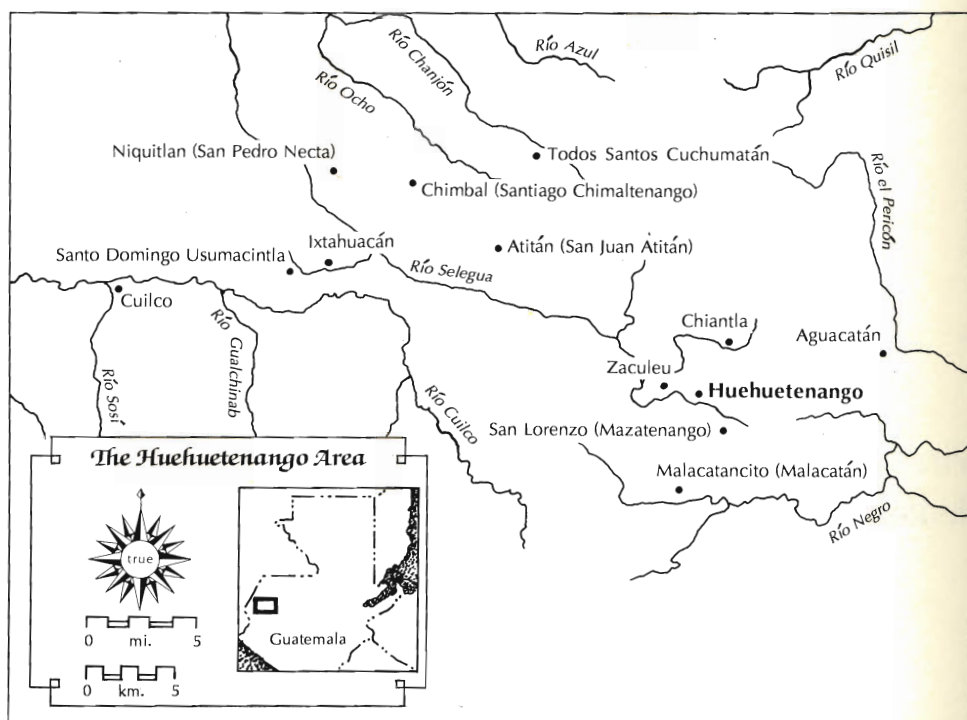 Río Azul
Río Chanjón
Río Quisil
Río Ocho
Niquitlan (San Pedro Necta)
Todos Santos Cuchumatán
Chimbal (Santiago Chimaltenango)
Río el Pericón
Ixtahuacán
Atitán (San Juan Atitán)
Santo Domingo Usumacintla
Río Selegua
Cuilco
Río Gualchinab
Chiantla
Aguacatán
Zaculeu
Huehuetenango
Río Sosí
Río Cuilco
San Lorenzo (Mazatenango)
Malacatancito (Malacatán)
Río Negro
The Huehuetenango Area
true
0 mi. 5
0 km. 5
Guatemala